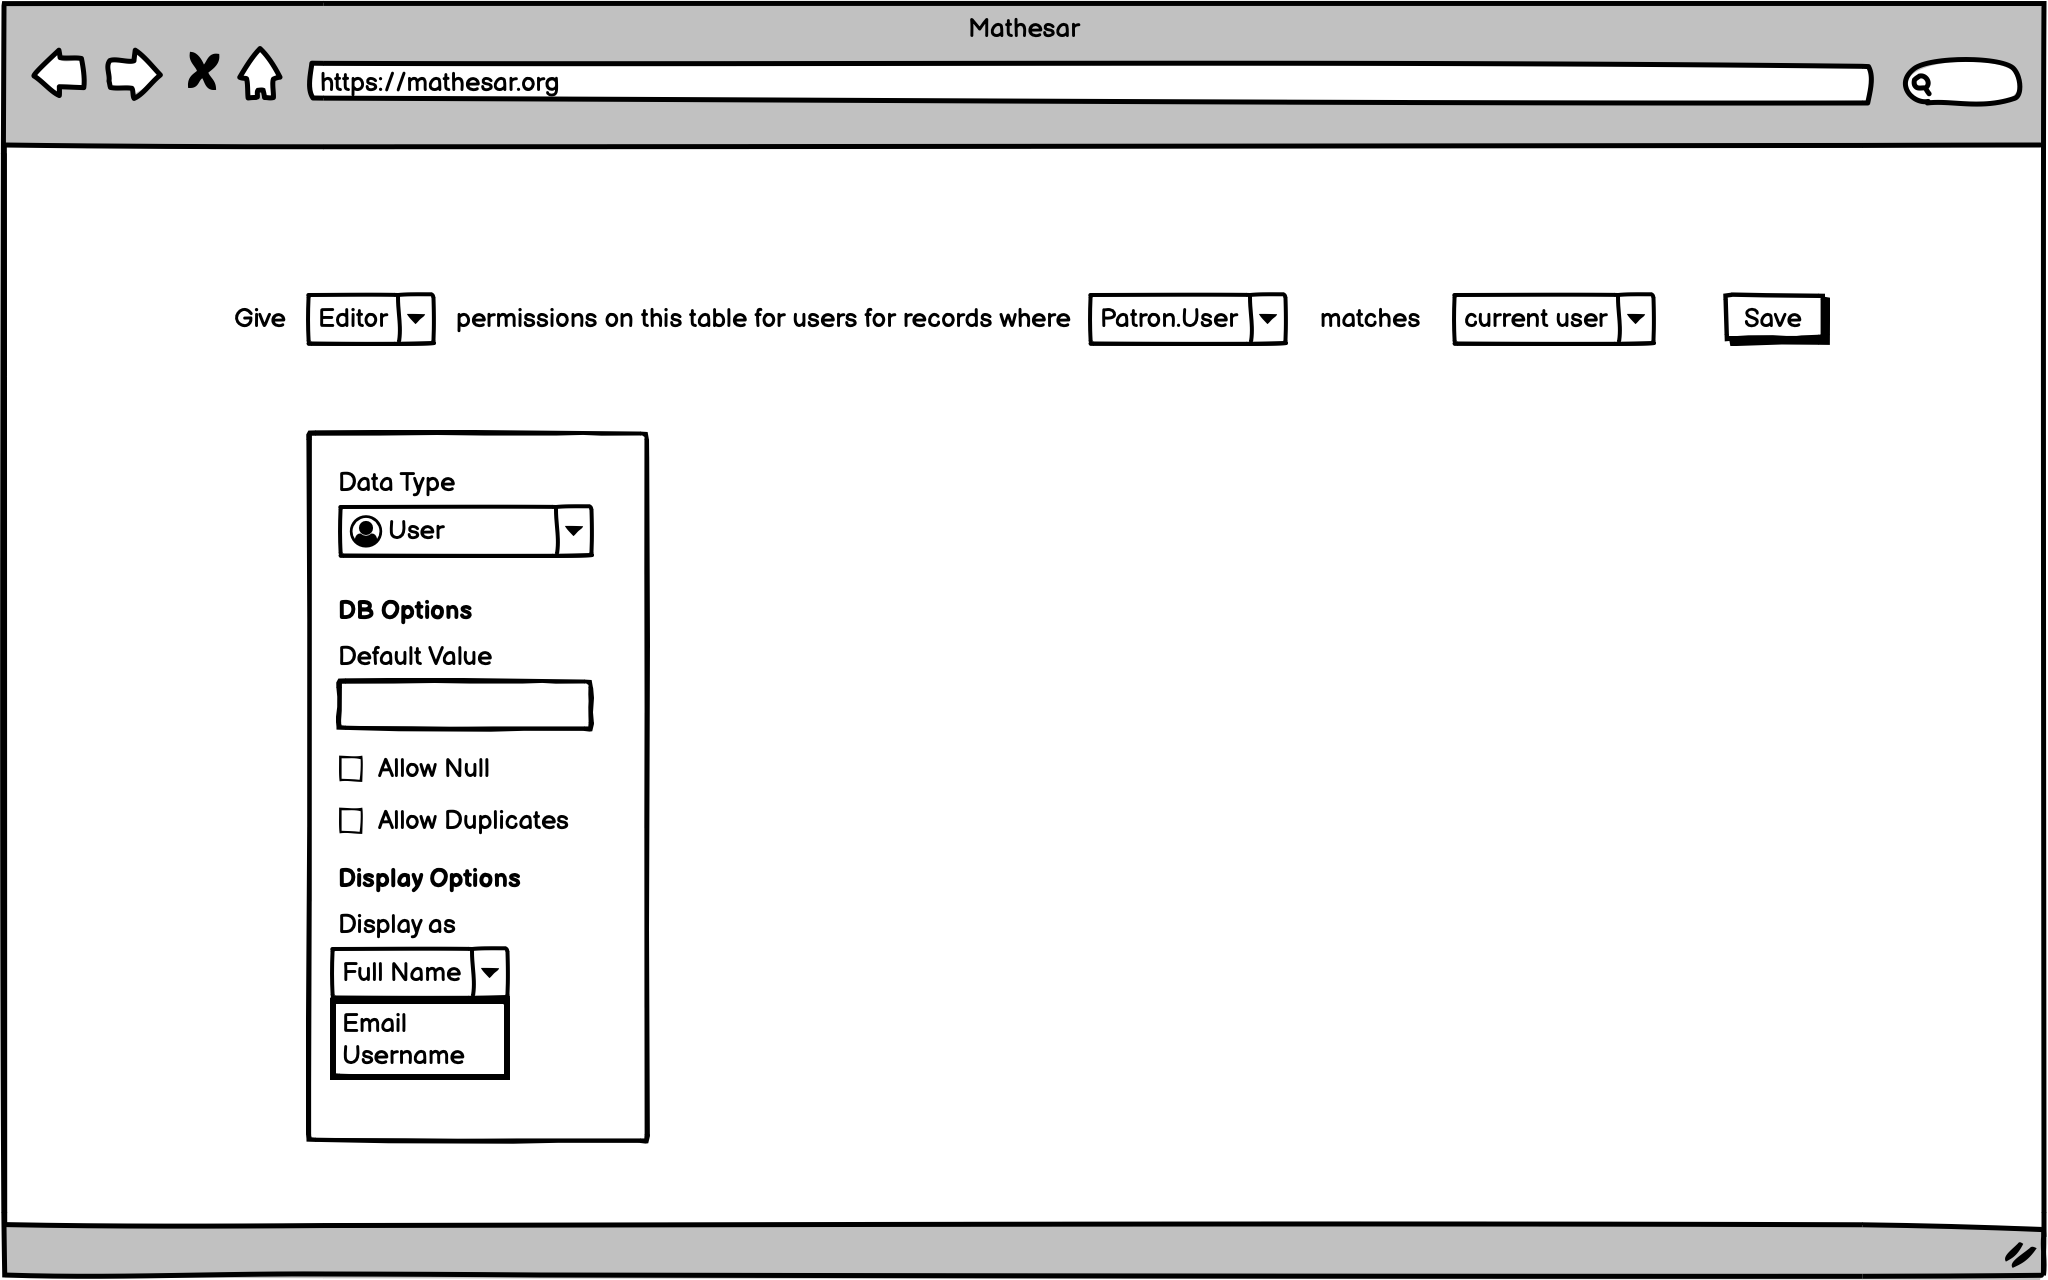 Mathesar
https://mathesar.org
Give Editor permissions on this table for users for records where Patron.User matches current user Save
Data Type
User
DB Options
Default Value
Allow Null
Allow Duplicates
Display Options
Display as
Full Name
Email
Username